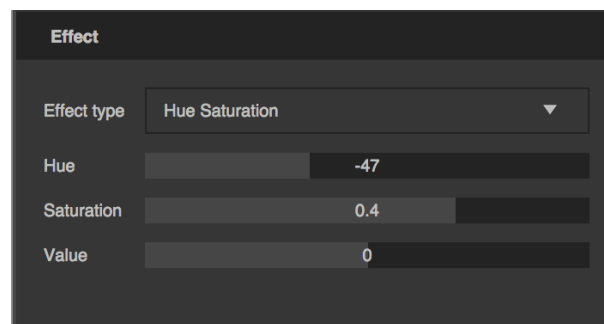 Effect
Effect type Hue Saturation
Hue -47
Saturation 0.4
Value 0